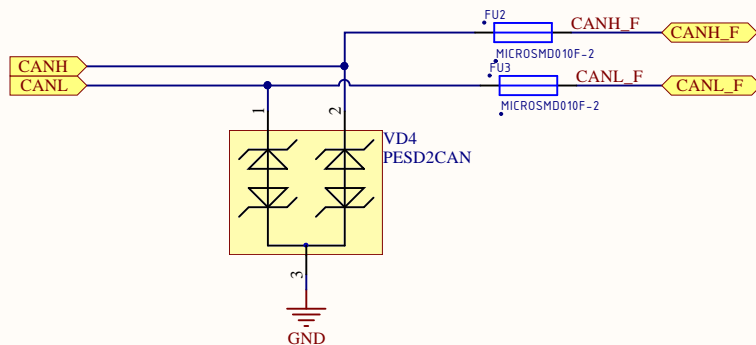 FU2
CANH_F
CANH_F
MICROSMD010F-2
CANH
FU3
CANL_F
CANL
CANL_F
MICROSMD010F-2
1
2
VD4
PESD2CAN
3
GND